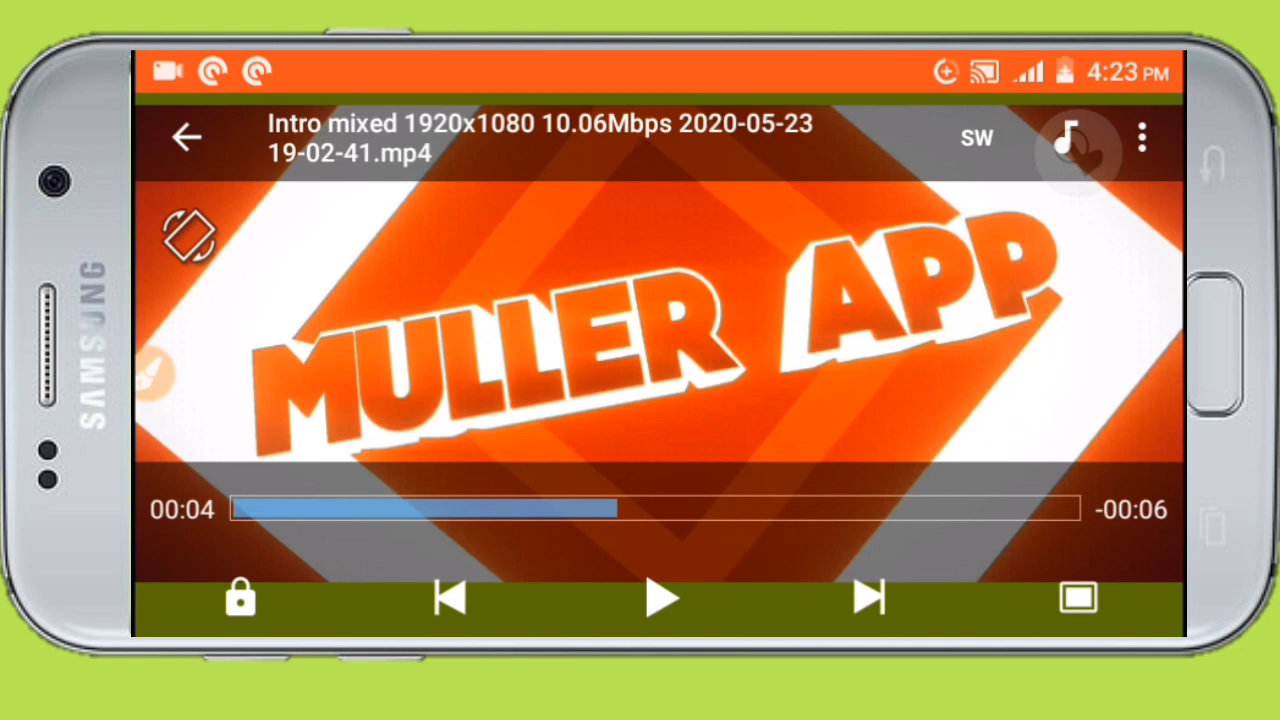 4:23 PM
Intro mixed 1920x1080 10.06Mbps 2020-05-23
19-02-41.mp4
SW
SAMSUNG
MULLER APP
00:04
-00:06